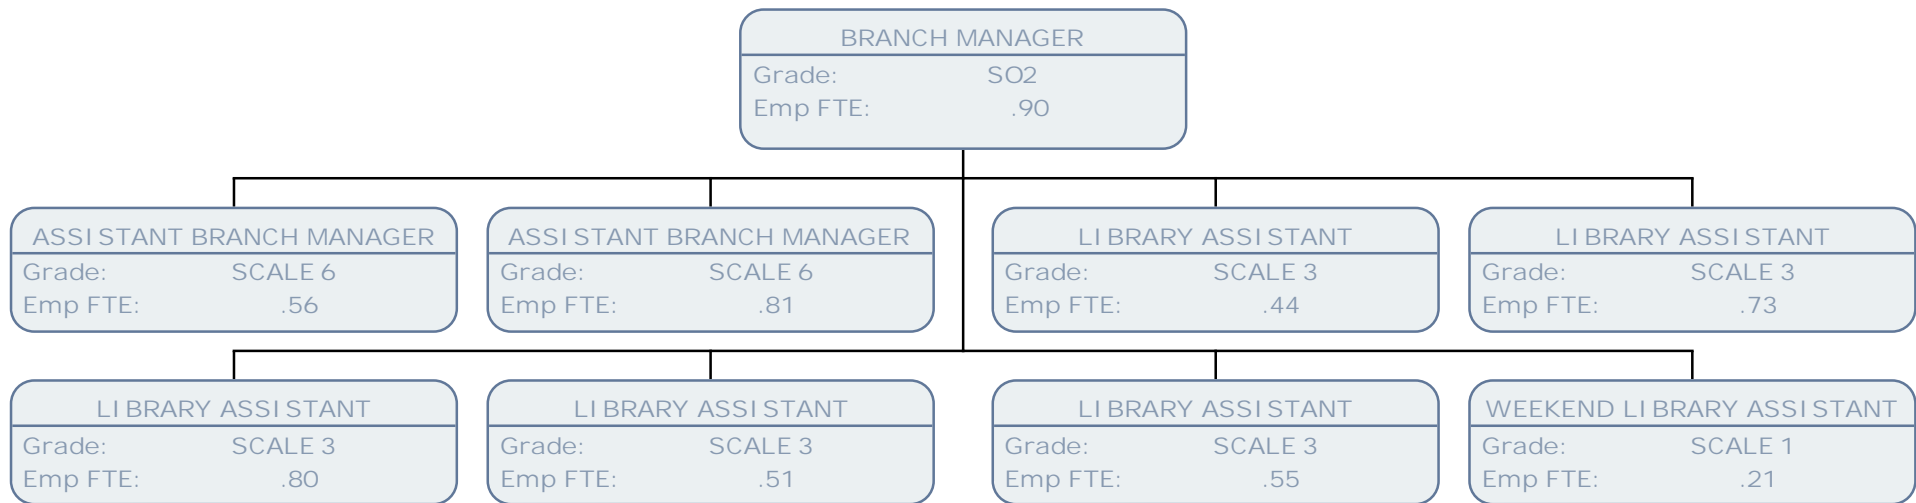 BRANCH MANAGER
Grade: SO2
Emp FTE: .90
ASSISTANT BRANCH MANAGER
Grade: SCALE 6
Emp FTE: .56
ASSISTANT BRANCH MANAGER
Grade: SCALE 6
Emp FTE: .81
LIBRARY ASSISTANT
Grade: SCALE 3
Emp FTE: .44
LIBRARY ASSISTANT
Grade: SCALE 3
Emp FTE: .73
LIBRARY ASSISTANT
Grade: SCALE 3
Emp FTE: .80
LIBRARY ASSISTANT
Grade: SCALE 3
Emp FTE: .51
LIBRARY ASSISTANT
Grade: SCALE 3
Emp FTE: .55
WEEKEND LIBRARY ASSISTANT
Grade: SCALE 1
Emp FTE: .21